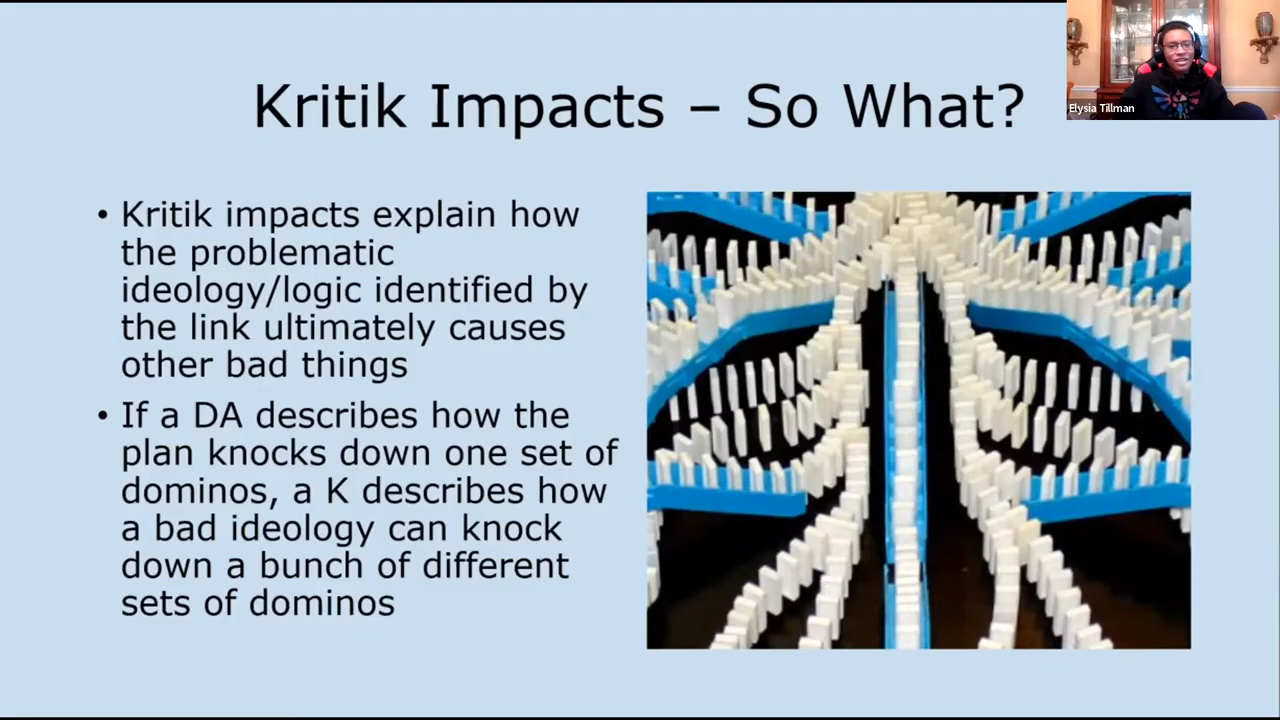 Kritik Impacts – So What?
Elysia Tillman
• Kritik impacts explain how
the problematic
ideology/logic identified by
the link ultimately causes
other bad things
• If a DA describes how the
plan knocks down one set of
dominos, a K describes how
a bad ideology can knock
down a bunch of different
sets of dominos